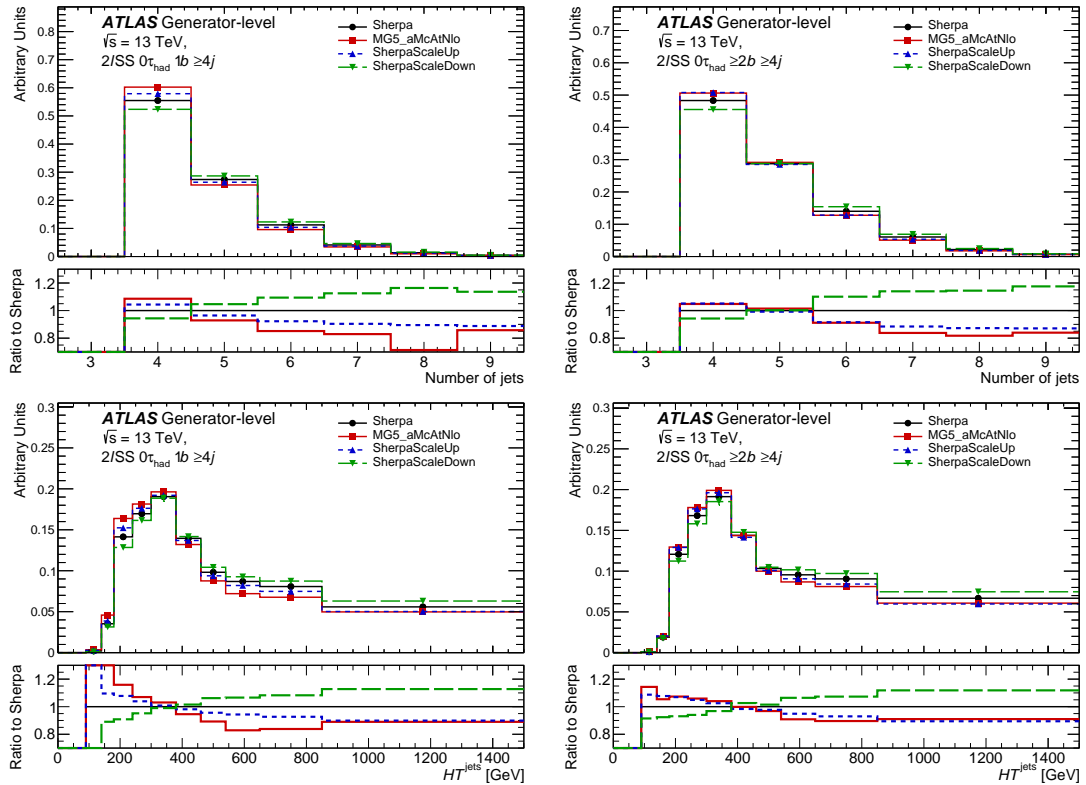 Arbitrary Units
0.8
0.7
0.6
0.5
0.4
0.3
0.2
0.1
0
ATLAS Generator-level
√s = 13 TeV,
2lSS 0τhad 1b ≥4j
Sherpa
MG5_aMcAtNlo
SherpaScaleUp
SherpaScaleDown
Ratio to Sherpa
1.2
1.0
0.8
3 4 5 6 7 8 9
Number of jets
Arbitrary Units
0.7
0.6
0.5
0.4
0.3
0.2
0.1
0
ATLAS Generator-level
√s = 13 TeV,
2lSS 0τhad ≥2b ≥4j
Sherpa
MG5_aMcAtNlo
SherpaScaleUp
SherpaScaleDown
Ratio to Sherpa
1.2
1.0
0.8
3 4 5 6 7 8 9
Number of jets
Arbitrary Units
0.3
0.25
0.2
0.15
0.1
0.05
0
ATLAS Generator-level
√s = 13 TeV,
2lSS 0τhad 1b ≥4j
Sherpa
MG5_aMcAtNlo
SherpaScaleUp
SherpaScaleDown
Ratio to Sherpa
1.2
1.0
0.8
0 200 400 600 800 1000 1200 1400
HT^jets [GeV]
Arbitrary Units
0.3
0.25
0.2
0.15
0.1
0.05
0
ATLAS Generator-level
√s = 13 TeV,
2lSS 0τhad ≥2b ≥4j
Sherpa
MG5_aMcAtNlo
SherpaScaleUp
SherpaScaleDown
Ratio to Sherpa
1.2
1.0
0.8
0 200 400 600 800 1000 1200 1400
HT^jets [GeV]